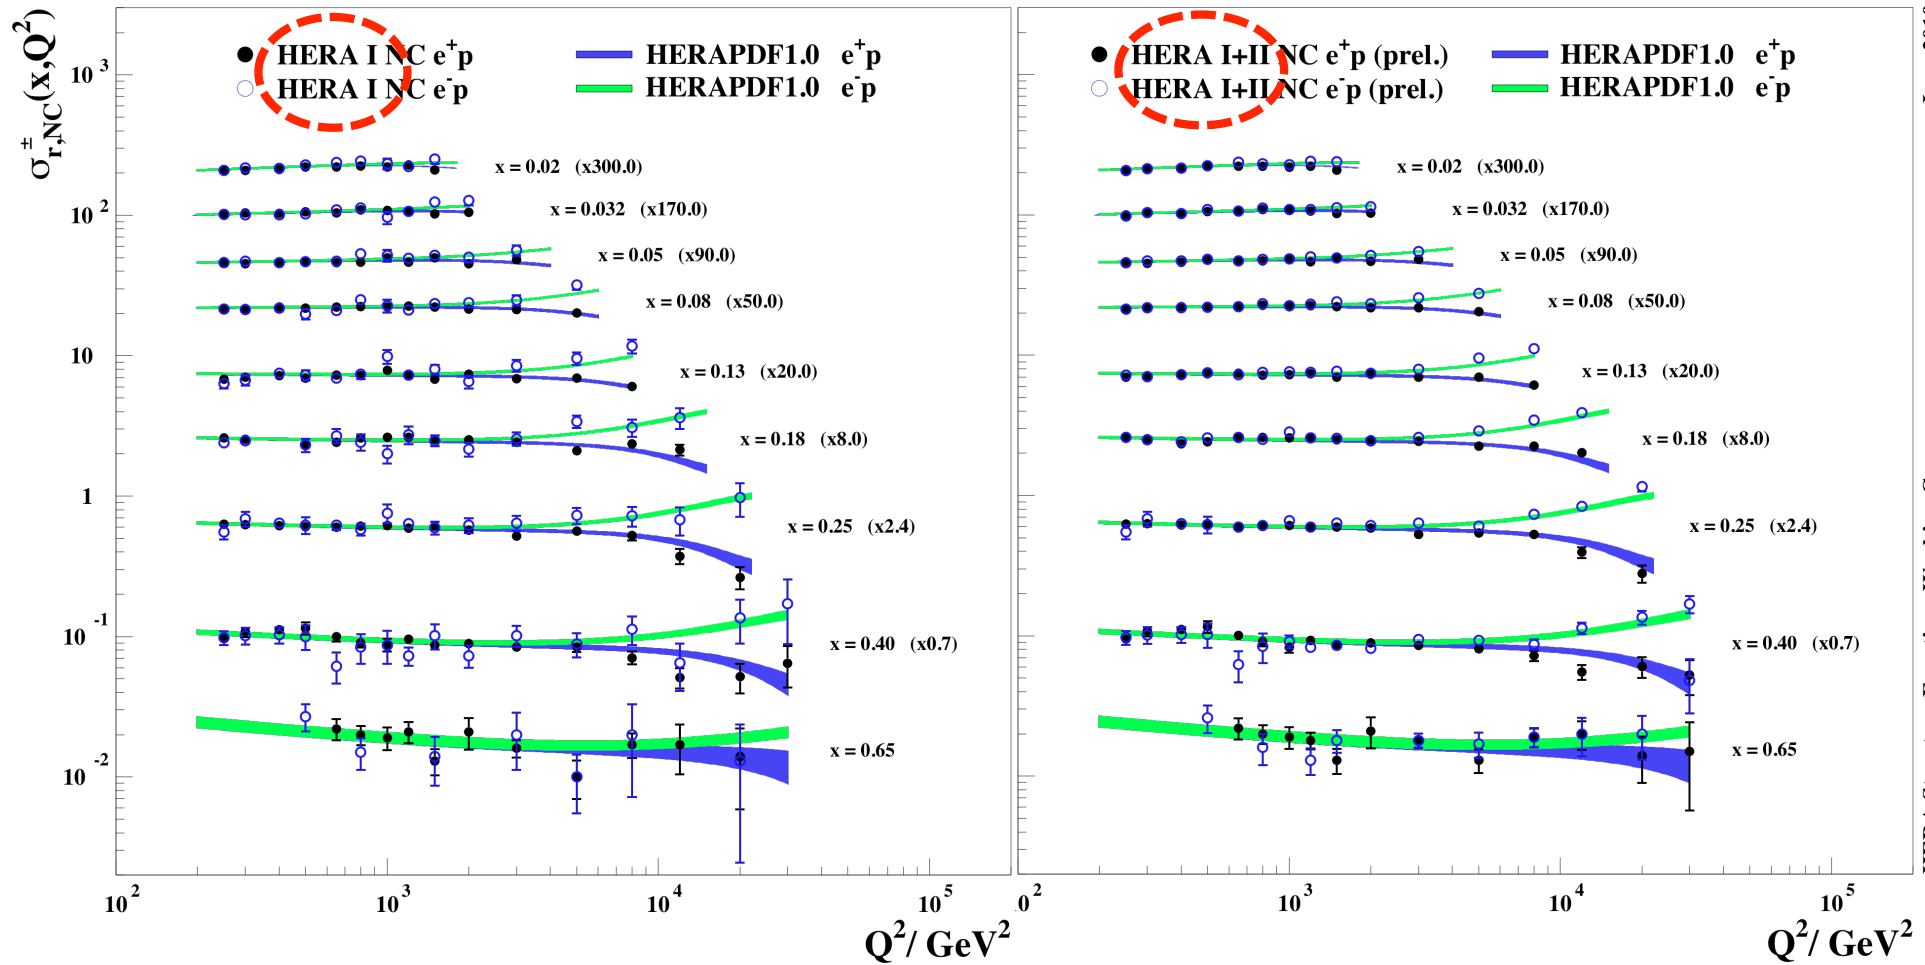 σ±r,NC(x,Q²)
HERA I NC e⁺p
HERA I NC e⁻p
HERAPDF1.0 e⁺p
HERAPDF1.0 e⁻p
10³
10²
10
1
10⁻¹
10⁻²
x = 0.02 (x300.0)
x = 0.032 (x170.0)
x = 0.05 (x90.0)
x = 0.08 (x50.0)
x = 0.13 (x20.0)
x = 0.18 (x8.0)
x = 0.25 (x2.4)
x = 0.40 (x0.7)
x = 0.65
10² 10³ 10⁴ 10⁵
Q²/ GeV²
HERA I+II NC e⁺p (prel.)
HERA I+II NC e⁻p (prel.)
HERAPDF1.0 e⁺p
HERAPDF1.0 e⁻p
x = 0.02 (x300.0)
x = 0.032 (x170.0)
x = 0.05 (x90.0)
x = 0.08 (x50.0)
x = 0.13 (x20.0)
x = 0.18 (x8.0)
x = 0.25 (x2.4)
x = 0.40 (x0.7)
x = 0.65
0² 10³ 10⁴ 10⁵
Q²/ GeV²